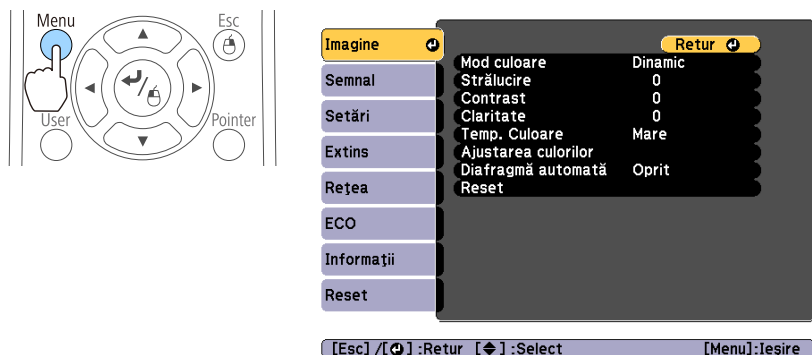 Menu
Esc
User
Pointer
Imagine
Semnal
Setări
Extins
Reţea
ECO
Informaţii
Reset
Retur
Mod culoare Dinamic
Strălucire 0
Contrast 0
Claritate 0
Temp. Culoare Mare
Ajustarea culorilor
Diafragmă automată Oprit
Reset
[Esc] /[ ] :Retur [ ] :Select [Menu]:Ieşire